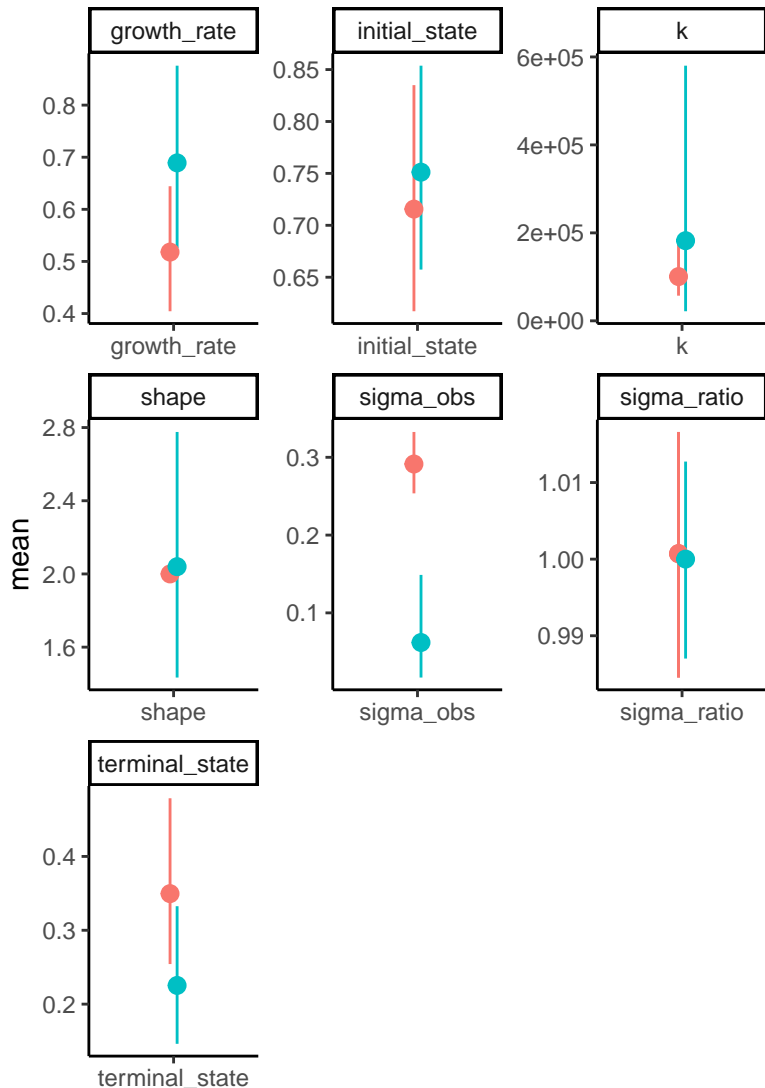 growth_rate
initial_state
k
0.8
0.7
0.6
0.5
0.4
0.85
0.80
0.75
0.70
0.65
6e+05
4e+05
2e+05
0e+00
growth_rate
initial_state
k
shape
sigma_obs
sigma_ratio
mean
2.8
2.4
2.0
1.6
0.3
0.2
0.1
1.01
1.00
0.99
shape
sigma_obs
sigma_ratio
terminal_state
0.4
0.3
0.2
terminal_state